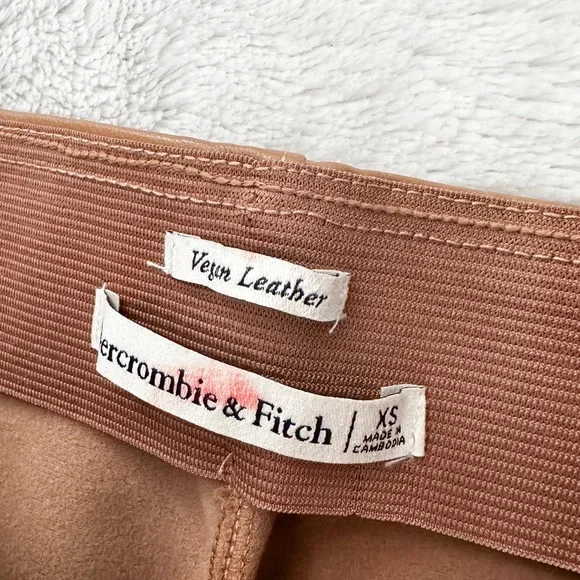 Vegan Leather
ercrombie & Fitch
XS
MADE IN
CAMBODIA